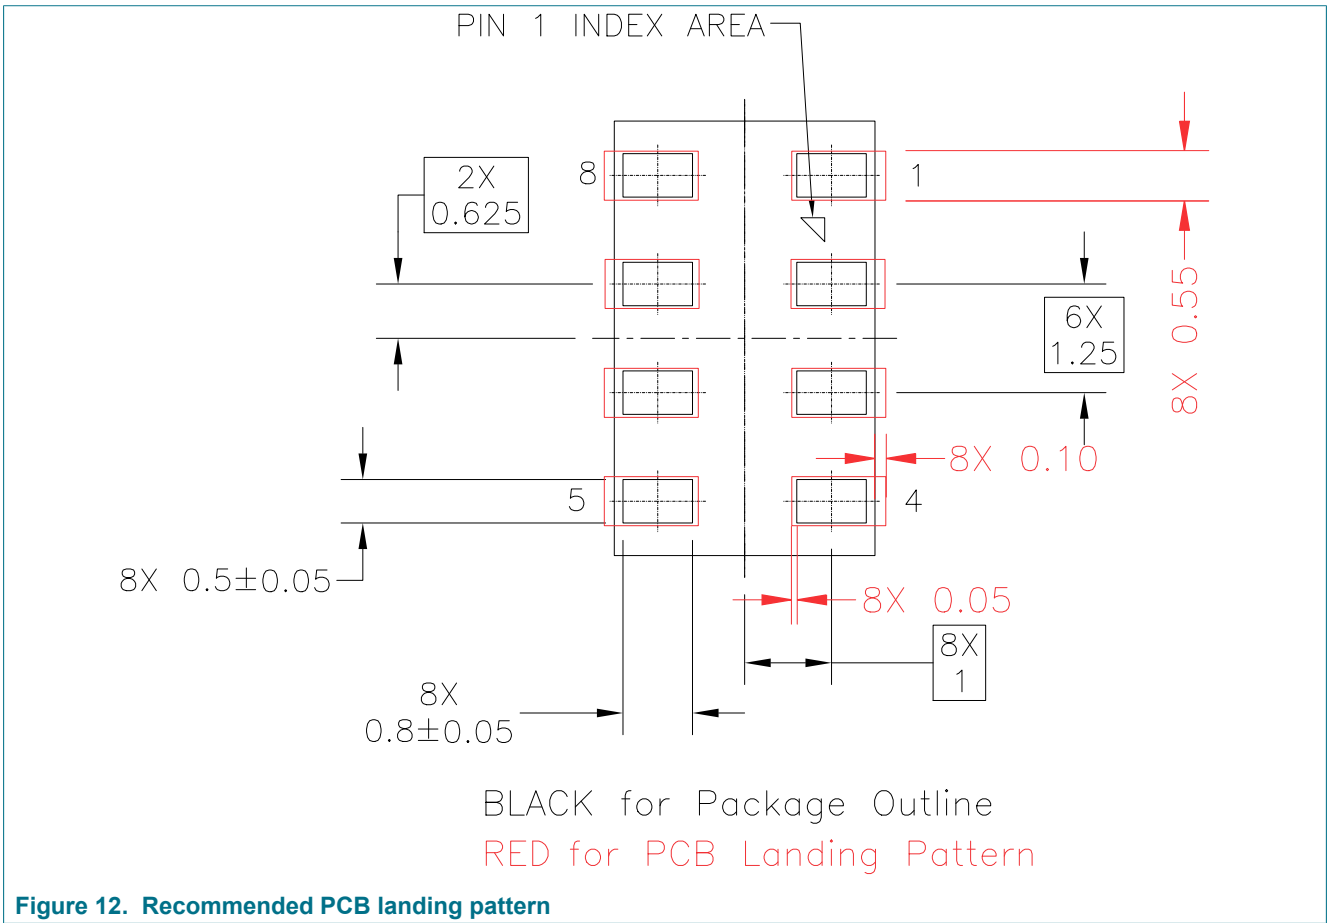 PIN 1 INDEX AREA
8
1
2X
0.625
8X 0.55
6X
1.25
8X 0.10
5
4
8X 0.5±0.05
8X 0.05
8X
1
8X
0.8±0.05
BLACK for Package Outline
RED for PCB Landing Pattern
Figure 12. Recommended PCB landing pattern